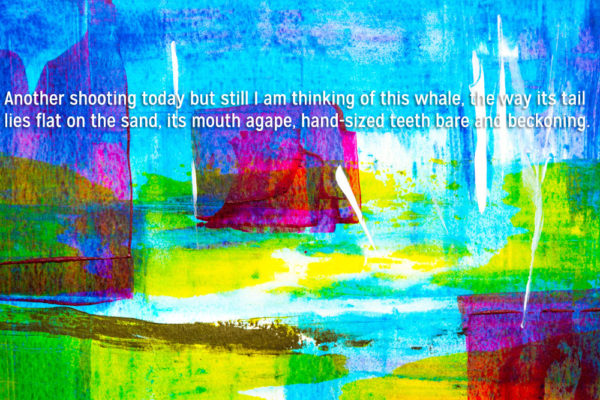 Another shooting today but still I am thinking of this whale, the way its tail
lies flat on the sand, its mouth agape, hand-sized teeth bare and beckoning.